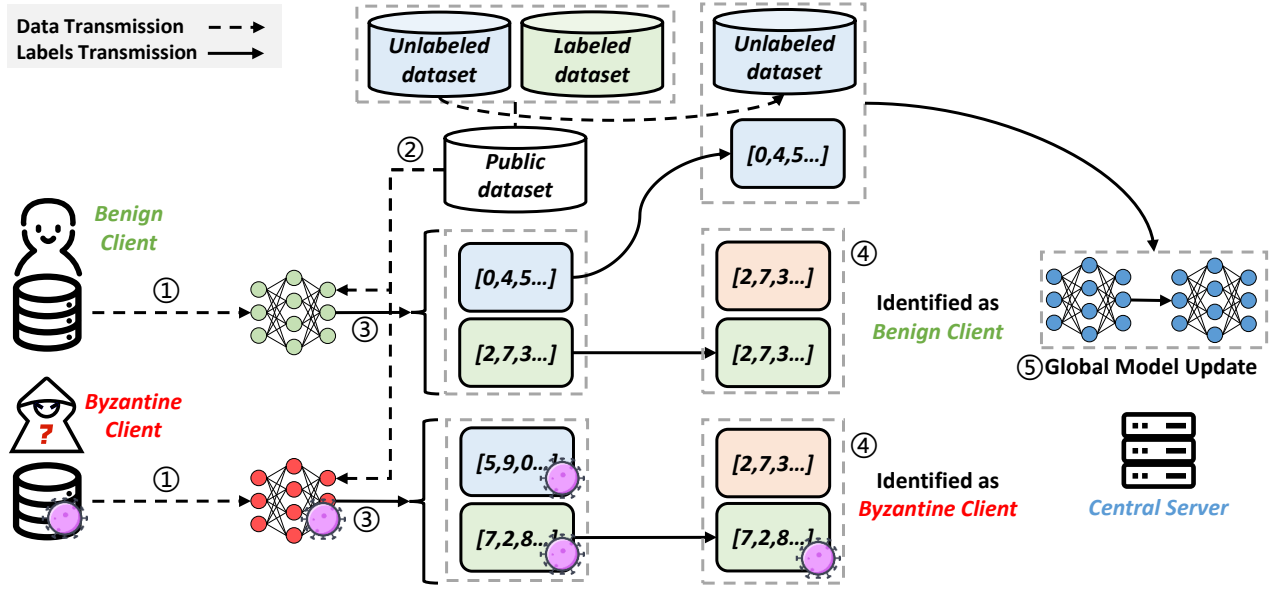 Data Transmission
Labels Transmission
Unlabeled
dataset
Labeled
dataset
Unlabeled
dataset
②
Public
dataset
[0,4,5...]
Benign
Client
①
③
[0,4,5...]
[2,7,3...]
[2,7,3...]
[2,7,3...]
④
Identified as
Benign Client
⑤Global Model Update
Byzantine
Client
?
①
③
[5,9,0...]
[7,2,8...]
[2,7,3...]
[7,2,8...]
④
Identified as
Byzantine Client
Central Server